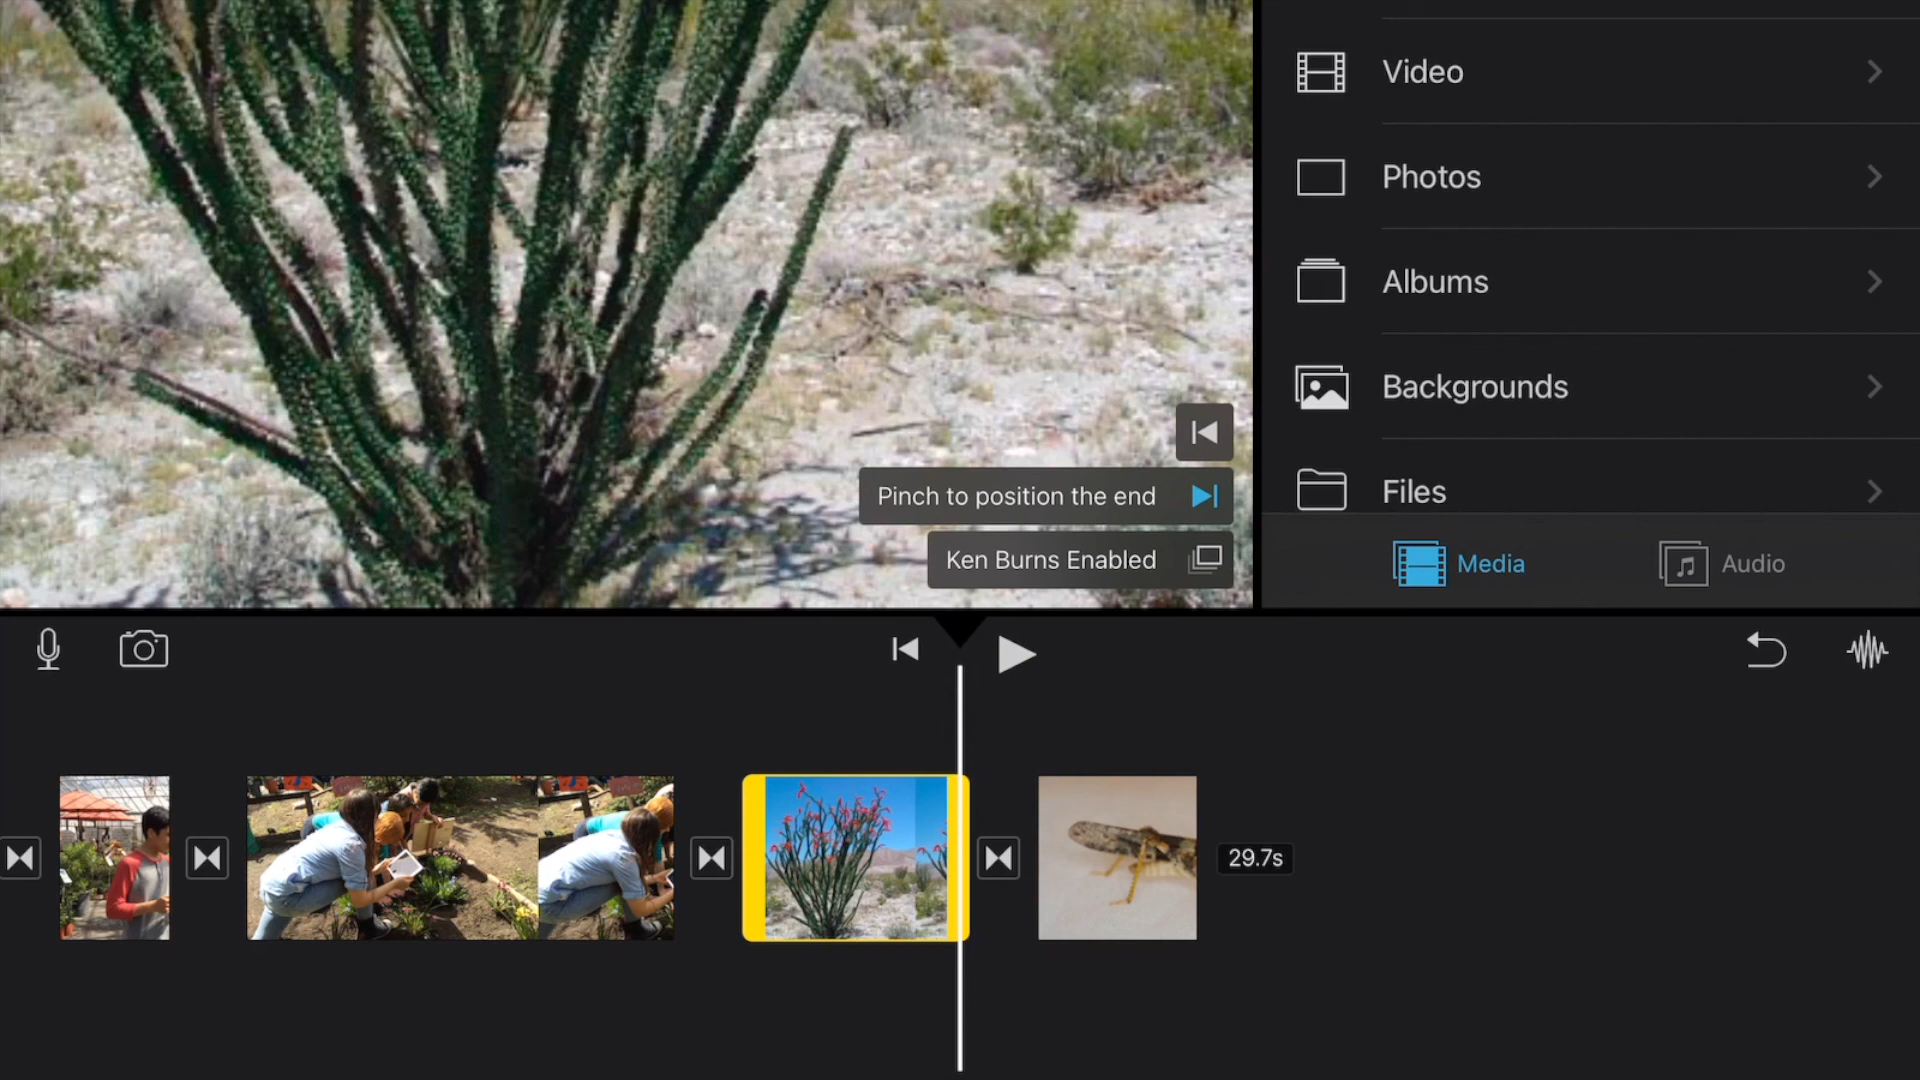 Video
Photos
Albums
Backgrounds
Files
Pinch to position the end
Ken Burns Enabled
Media
Audio
29.7s